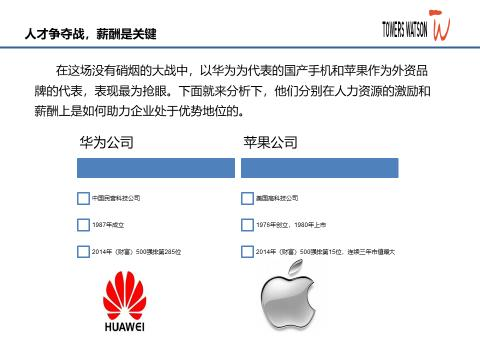 人才争夺战，薪酬是关键
TOWERS WATSON
在这场没有硝烟的大战中，以华为为代表的国产手机和苹果作为外资品
牌的代表，表现最为抢眼。下面就来分析下，他们分别在人力资源的激励和
薪酬上是如何助力企业处于优势地位的。
华为公司
苹果公司
中国民营科技公司
美国高科技公司
1987年成立
1976年创立，1980年上市
2014年《财富》500强排第285位
2014年《财富》500强排第15位，连续三年市值最大
HUAWEI